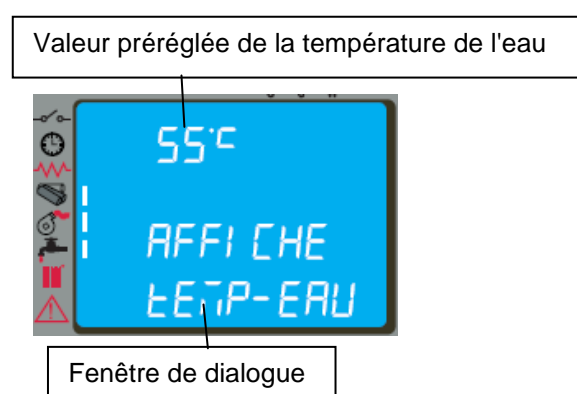 Valeur préréglée de la température de l'eau
55°C
AFFICHE
tEMP-EAU
Fenêtre de dialogue